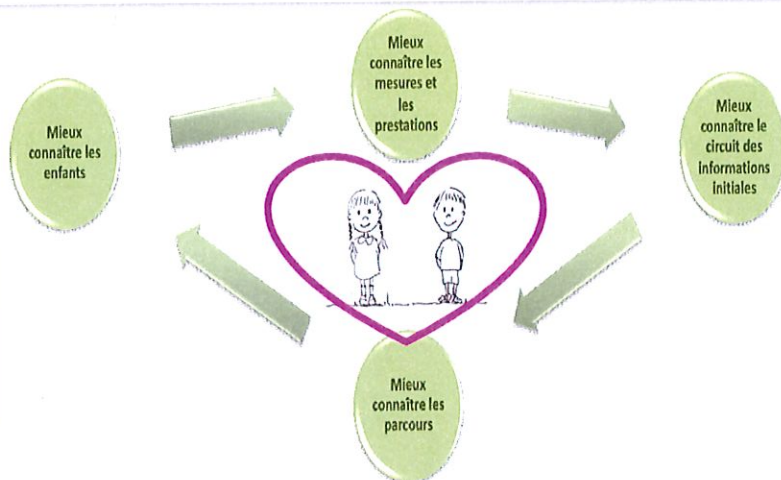 Mieux
connaître les
enfants
Mieux
connaître les
mesures et
les
prestations
Mieux
connaître le
circuit des
informations
initiales
Mieux
connaître les
parcours